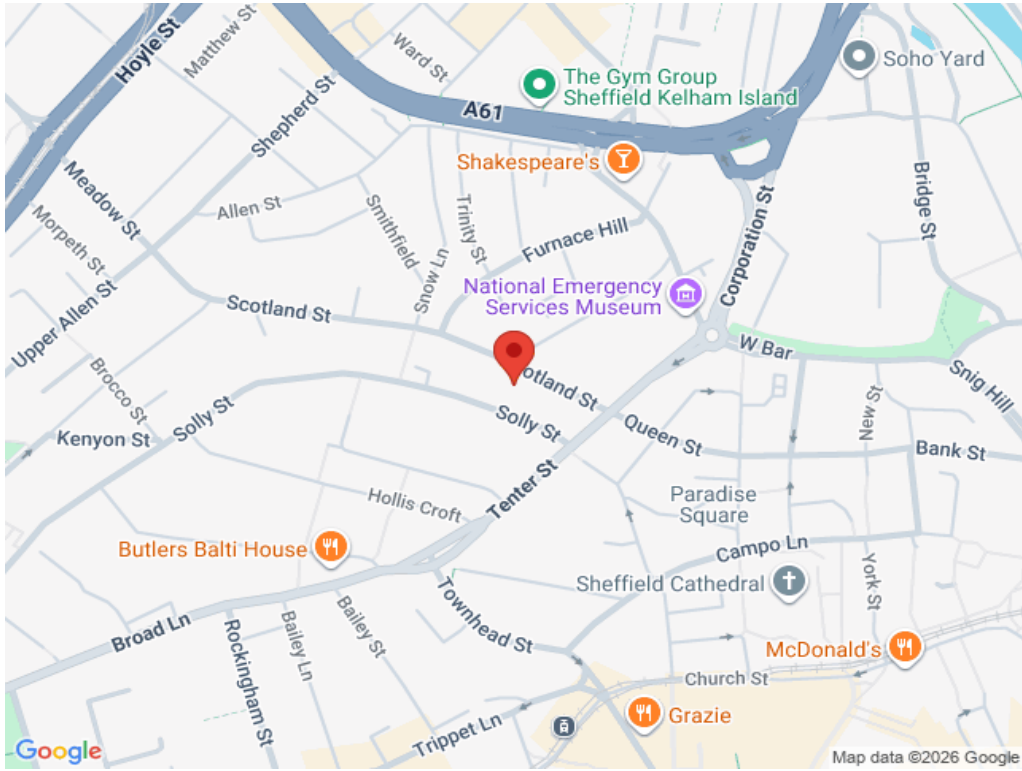 Hoyle St
Matthew St
Ward St
Soho Yard
The Gym Group
Sheffield Kelham Island
A61
Shepherd St
Shakespeare's
Meadow St
Bridge St
Allen St
Smithfield
Trinity St
Morpeth St
Furnace Hill
Corporation St
Snow Ln
National Emergency
Services Museum
Scotland St
Upper Allen St
W Bar
Snig Hill
Brocco St
otland St
Solly St
Solly St
New St
Queen St
Kenyon St
Bank St
Tenter St
Hollis Croft
Paradise
Square
Butlers Balti House
Campo Ln
Sheffield Cathedral
York St
Townhead St
Bailey St
Bailey Ln
Broad Ln
Rockingham St
McDonald's
Church St
Grazie
Trippet Ln
Google
Map data ©2026 Google